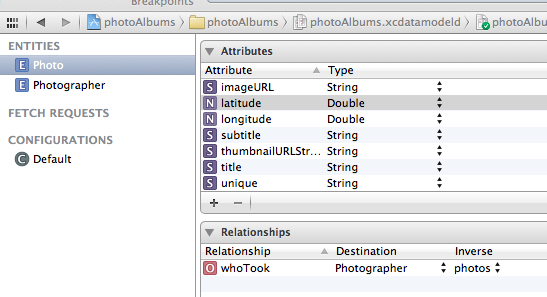 Breakpoints
photoAlbums photoAlbums photoAlbums.xcdatamodeld photoAlbu
ENTITIES
E Photo
E Photographer
FETCH REQUESTS
CONFIGURATIONS
C Default
Attributes
Attribute Type
S imageURL String
N latitude Double
N longitude Double
S subtitle String
S thumbnailURLStr... String
S title String
S unique String
Relationships
Relationship Destination Inverse
O whoTook Photographer photos